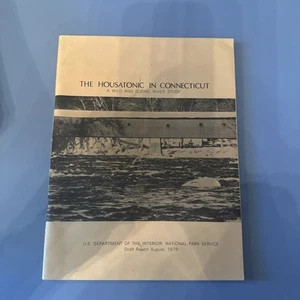 THE HOUSATONIC IN CONNECTICUT
A WILD AND SCENIC RIVER STUDY
U.S. DEPARTMENT OF THE INTERIOR/NATIONAL PARK SERVICE
Draft Report August, 1979